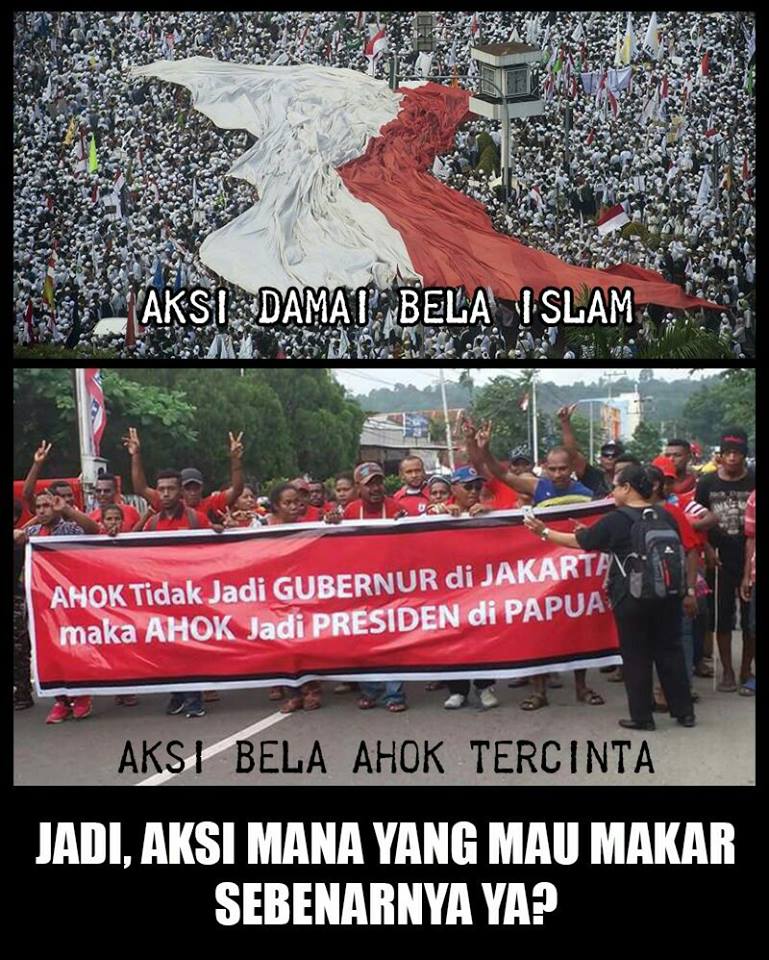 AKSI DAMAI BELA ISLAM
AHOK Tidak Jadi GUBERNUR di JAKARTA
maka AHOK Jadi PRESIDEN di PAPUA
AKSI BELA AHOK TERCINTA
JADI, AKSI MANA YANG MAU MAKAR
SEBENARNYA YA?